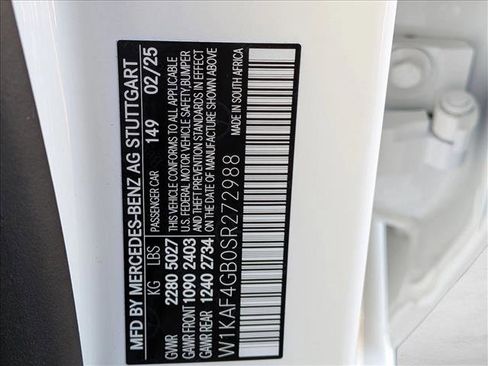 MFD BY MERCEDES-BENZ AG STUTTGART
PASSENGER CAR 149 02/25
KG LBS
GVWR 2280 5027
GAWR FRONT 1090 2403
GAWR REAR 1240 2734
THIS VEHICLE CONFORMS TO ALL APPLICABLE
U.S. FEDERAL MOTOR VEHICLE SAFETY,BUMPER
AND THEFT PREVENTION STANDARDS IN EFFECT
ON THE DATE OF MANUFACTURE SHOWN ABOVE
W1KAF4GB0SR272988
MADE IN SOUTH AFRICA